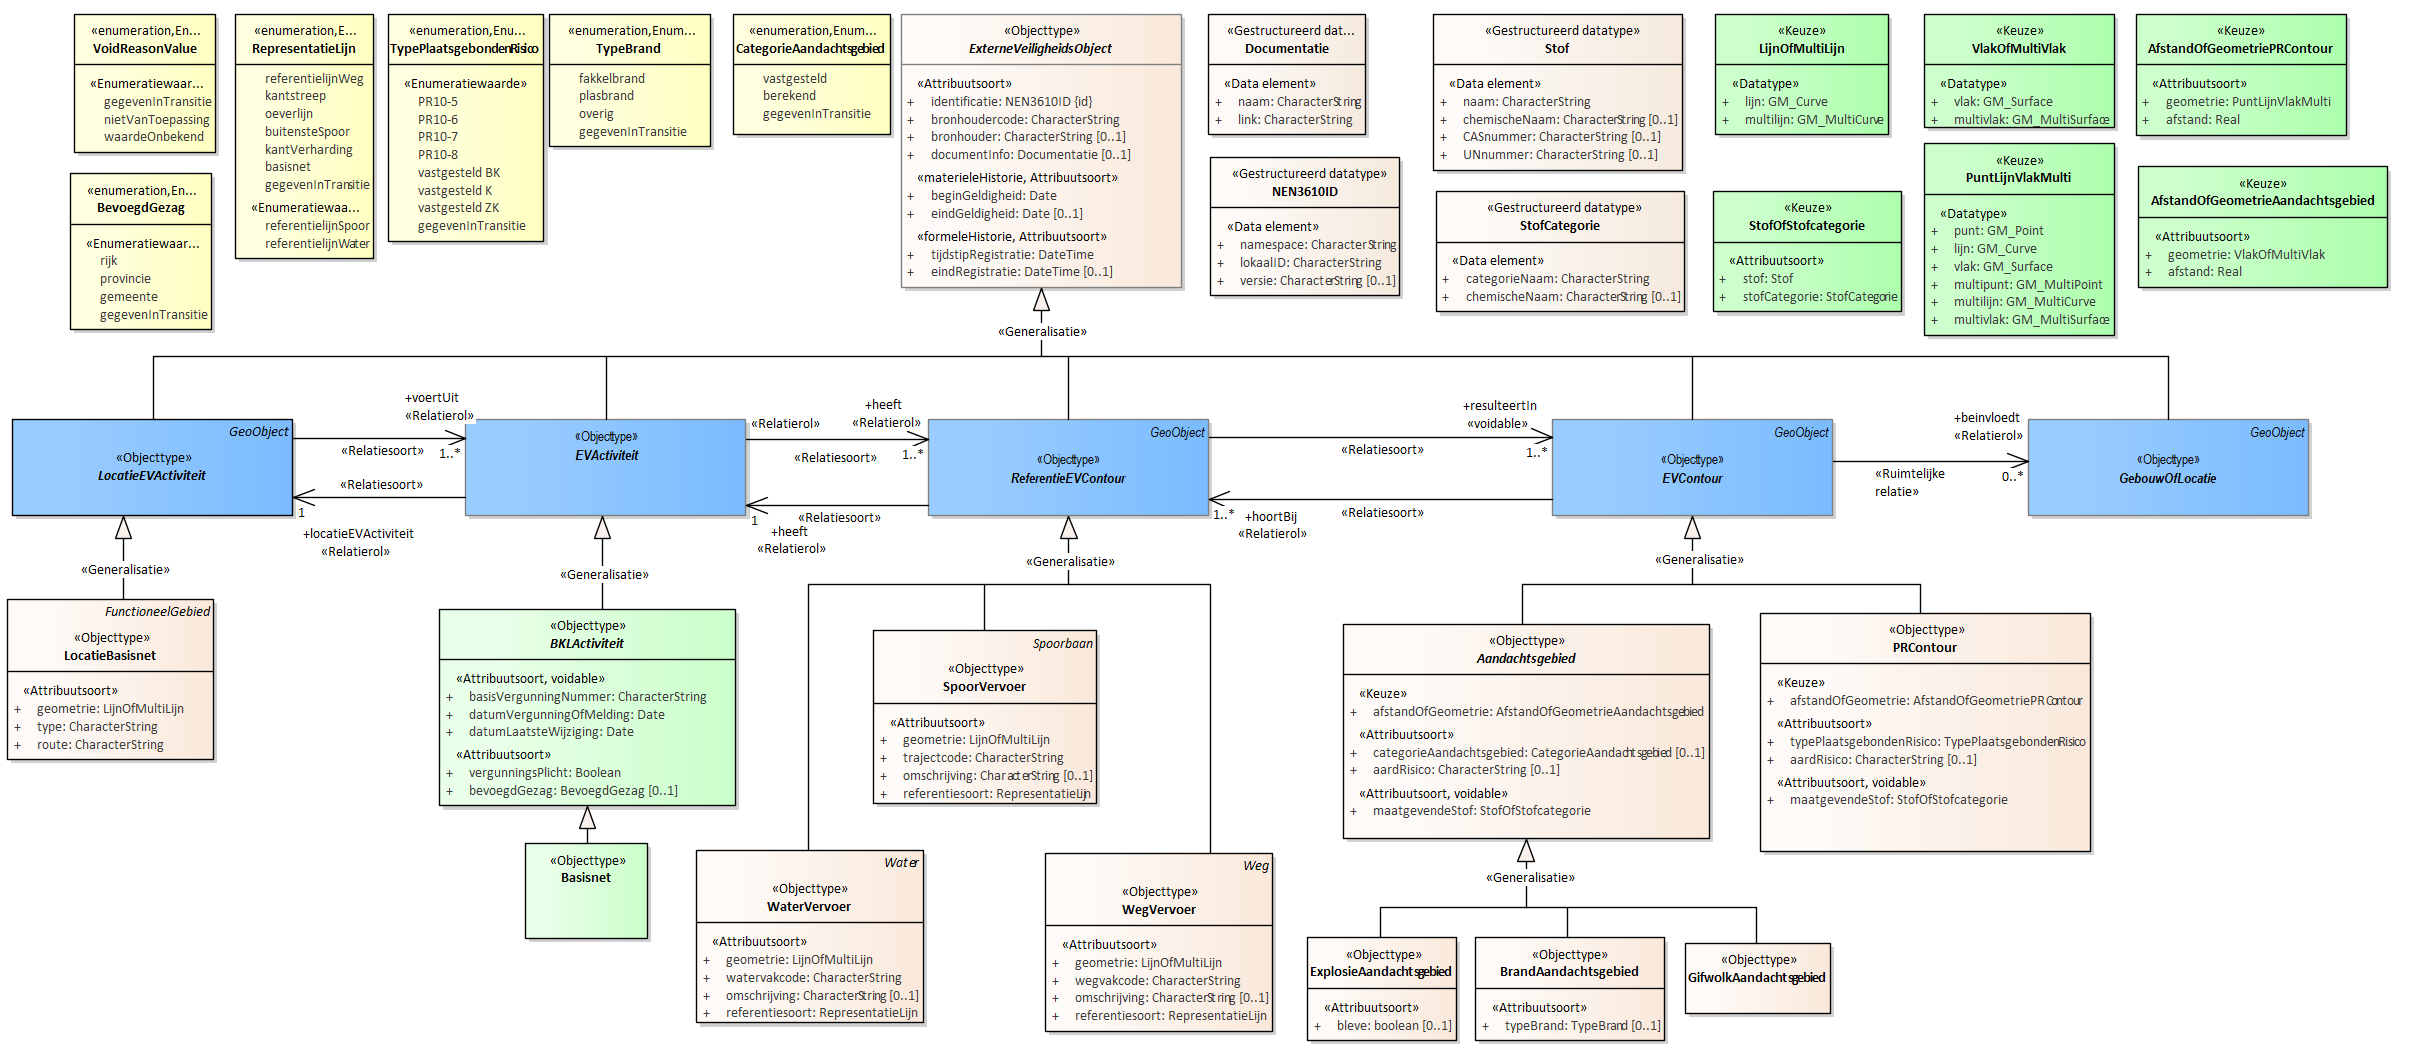 «enumeration,En...
VoidReasonValue
«Enumeratiewaar...
gegevenInTransitie
nietVanToepassing
waardeOnbekend
«enumeration,En...
BevoegdGezag
«Enumeratiewaar...
rijk
provincie
gemeente
gegevenInTransitie
«enumeration,E...
RepresentatieLijn
referentielijnWeg
kantstreep
oeverlijn
buitensteSpoor
kantVerharding
basisnet
gegevenInTransitie
«Enumeratiewaa...
referentielijnSpoor
referentielijnWater
«enumeration,Enu...
TypePlaatsgebondenRisico
«Enumeratiewaarde»
PR10-5
PR10-6
PR10-7
PR10-8
vastgesteld BK
vastgesteld K
vastgesteld ZK
gegevenInTransitie
«enumeration,Enum...
TypeBrand
fakkelbrand
plasbrand
overig
gegevenInTransitie
«enumeration,Enum...
CategorieAandachtsgebied
vastgesteld
berekend
gegevenInTransitie
«Objecttype»
ExterneVeiligheidsObject
«Attribuutsoort»
+ identificatie: NEN3610ID {id}
+ bronhoudercode: CharacterString
+ bronhouder: CharacterString [0..1]
+ documentInfo: Documentatie [0..1]
«materieleHistorie, Attribuutsoort»
+ beginGeldigheid: Date
+ eindGeldigheid: Date [0..1]
«formeleHistorie, Attribuutsoort»
+ tijdstipRegistratie: DateTime
+ eindRegistratie: DateTime [0..1]
«Gestructureerd dat...
Documentatie
«Data element»
+ naam: CharacterString
+ link: CharacterString
«Gestructureerd datatype»
NEN3610ID
«Data element»
+ namespace: CharacterString
+ lokaalID: CharacterString
+ versie: CharacterString [0..1]
«Gestructureerd datatype»
Stof
«Data element»
+ naam: CharacterString
+ chemischeNaam: CharacterString [0..1]
+ CASnummer: CharacterString [0..1]
+ UNnummer: CharacterString [0..1]
«Gestructureerd datatype»
StofCategorie
«Data element»
+ categorieNaam: CharacterString
+ chemischeNaam: CharacterString [0..1]
«Keuze»
LijnOfMultiLijn
«Datatype»
+ lijn: GM_Curve
+ multilijn: GM_MultiCurve
«Keuze»
StofOfStofcategorie
«Attribuutsoort»
+ stof: Stof
+ stofCategorie: StofCategorie
«Keuze»
VlakOfMultiVlak
«Datatype»
+ vlak: GM_Surface
+ multivlak: GM_MultiSurface
«Keuze»
PuntLijnVlakMulti
«Datatype»
+ punt: GM_Point
+ lijn: GM_Curve
+ vlak: GM_Surface
+ multipunt: GM_MultiPoint
+ multilijn: GM_MultiCurve
+ multivlak: GM_MultiSurface
«Keuze»
AfstandOfGeometriePRContour
«Attribuutsoort»
+ geometrie: PuntLijnVlakMulti
+ afstand: Real
«Keuze»
AfstandOfGeometrieAandachtsgebied
«Attribuutsoort»
+ geometrie: VlakOfMultiVlak
+ afstand: Real
«Generalisatie»
GeoObject
«Objecttype»
LocatieEVActiviteit
+voertUit
«Relatierol»
«Relatiesoort»
1..*
«Relatiesoort»
1
+locatieEVActiviteit
«Relatierol»
«Objecttype»
EVActiviteit
«Relatierol»
+heeft
«Relatierol»
«Relatiesoort»
1..*
«Relatiesoort»
1
+heeft
«Relatierol»
GeoObject
«Objecttype»
ReferentieEVContour
+resulteertIn
«voidable»
«Relatiesoort»
1..*
«Relatiesoort»
1..*
+hoortBij
«Relatierol»
GeoObject
«Objecttype»
EVContour
+beinvloedt
«Relatierol»
«Ruimtelijke
relatie»
0..*
GeoObject
«Objecttype»
GebouwOfLocatie
«Generalisatie»
FunctioneelGebied
«Objecttype»
LocatieBasisnet
«Attribuutsoort»
+ geometrie: LijnOfMultiLijn
+ type: CharacterString
+ route: CharacterString
«Generalisatie»
«Objecttype»
BKLActiviteit
«Attribuutsoort, voidable»
+ basisVergunningNummer: CharacterString
+ datumVergunningOfMelding: Date
+ datumLaatsteWijziging: Date
«Attribuutsoort»
+ vergunningsPlicht: Boolean
+ bevoegdGezag: BevoegdGezag [0..1]
«Objecttype»
Basisnet
«Generalisatie»
Spoorbaan
«Objecttype»
SpoorVervoer
«Attribuutsoort»
+ geometrie: LijnOfMultiLijn
+ trajectcode: CharacterString
+ omschrijving: CharacterString [0..1]
+ referentiesoort: RepresentatieLijn
Water
«Objecttype»
WaterVervoer
«Attribuutsoort»
+ geometrie: LijnOfMultiLijn
+ watervakcode: CharacterString
+ omschrijving: CharacterString [0..1]
+ referentiesoort: RepresentatieLijn
Weg
«Objecttype»
WegVervoer
«Attribuutsoort»
+ geometrie: LijnOfMultiLijn
+ wegvakcode: CharacterString
+ omschrijving: CharacterString [0..1]
+ referentiesoort: RepresentatieLijn
«Generalisatie»
«Objecttype»
Aandachtsgebied
«Keuze»
+ afstandOfGeometrie: AfstandOfGeometrieAandachtsgebied
«Attribuutsoort»
+ categorieAandachtsgebied: CategorieAandachtsgebied [0..1]
+ aardRisico: CharacterString [0..1]
«Attribuutsoort, voidable»
+ maatgevendeStof: StofOfStofcategorie
«Objecttype»
PRContour
«Keuze»
+ afstandOfGeometrie: AfstandOfGeometriePRContour
«Attribuutsoort»
+ typePlaatsgebondenRisico: TypePlaatsgebondenRisico
+ aardRisico: CharacterString [0..1]
«Attribuutsoort, voidable»
+ maatgevendeStof: StofOfStofcategorie
«Generalisatie»
«Objecttype»
ExplosieAandachtsgebied
«Attribuutsoort»
+ bleve: boolean [0..1]
«Objecttype»
BrandAandachtsgebied
«Attribuutsoort»
+ typeBrand: TypeBrand [0..1]
«Objecttype»
GifwolkAandachtsgebied